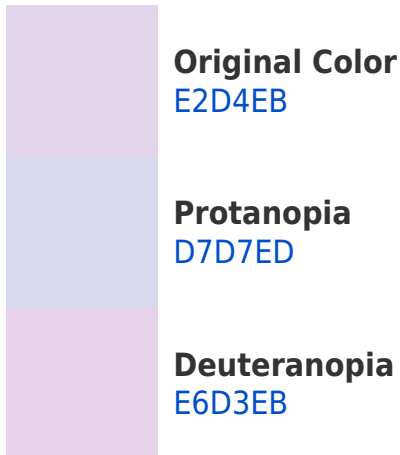 Original Color
E2D4EB
Protanopia
D7D7ED
Deuteranopia
E6D3EB